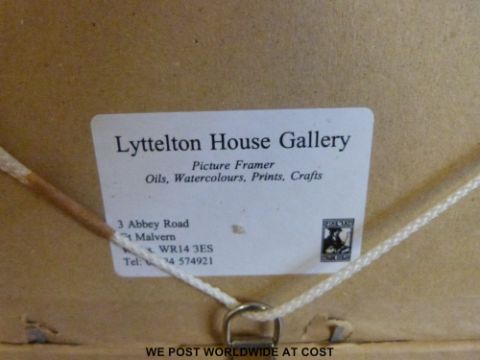 Lyttelton House Gallery
Picture Framer
Oils, Watercolours, Prints, Crafts
3 Abbey Road
Malvern
WR14 3ES
Tel: 574921
WE POST WORLDWIDE AT COST